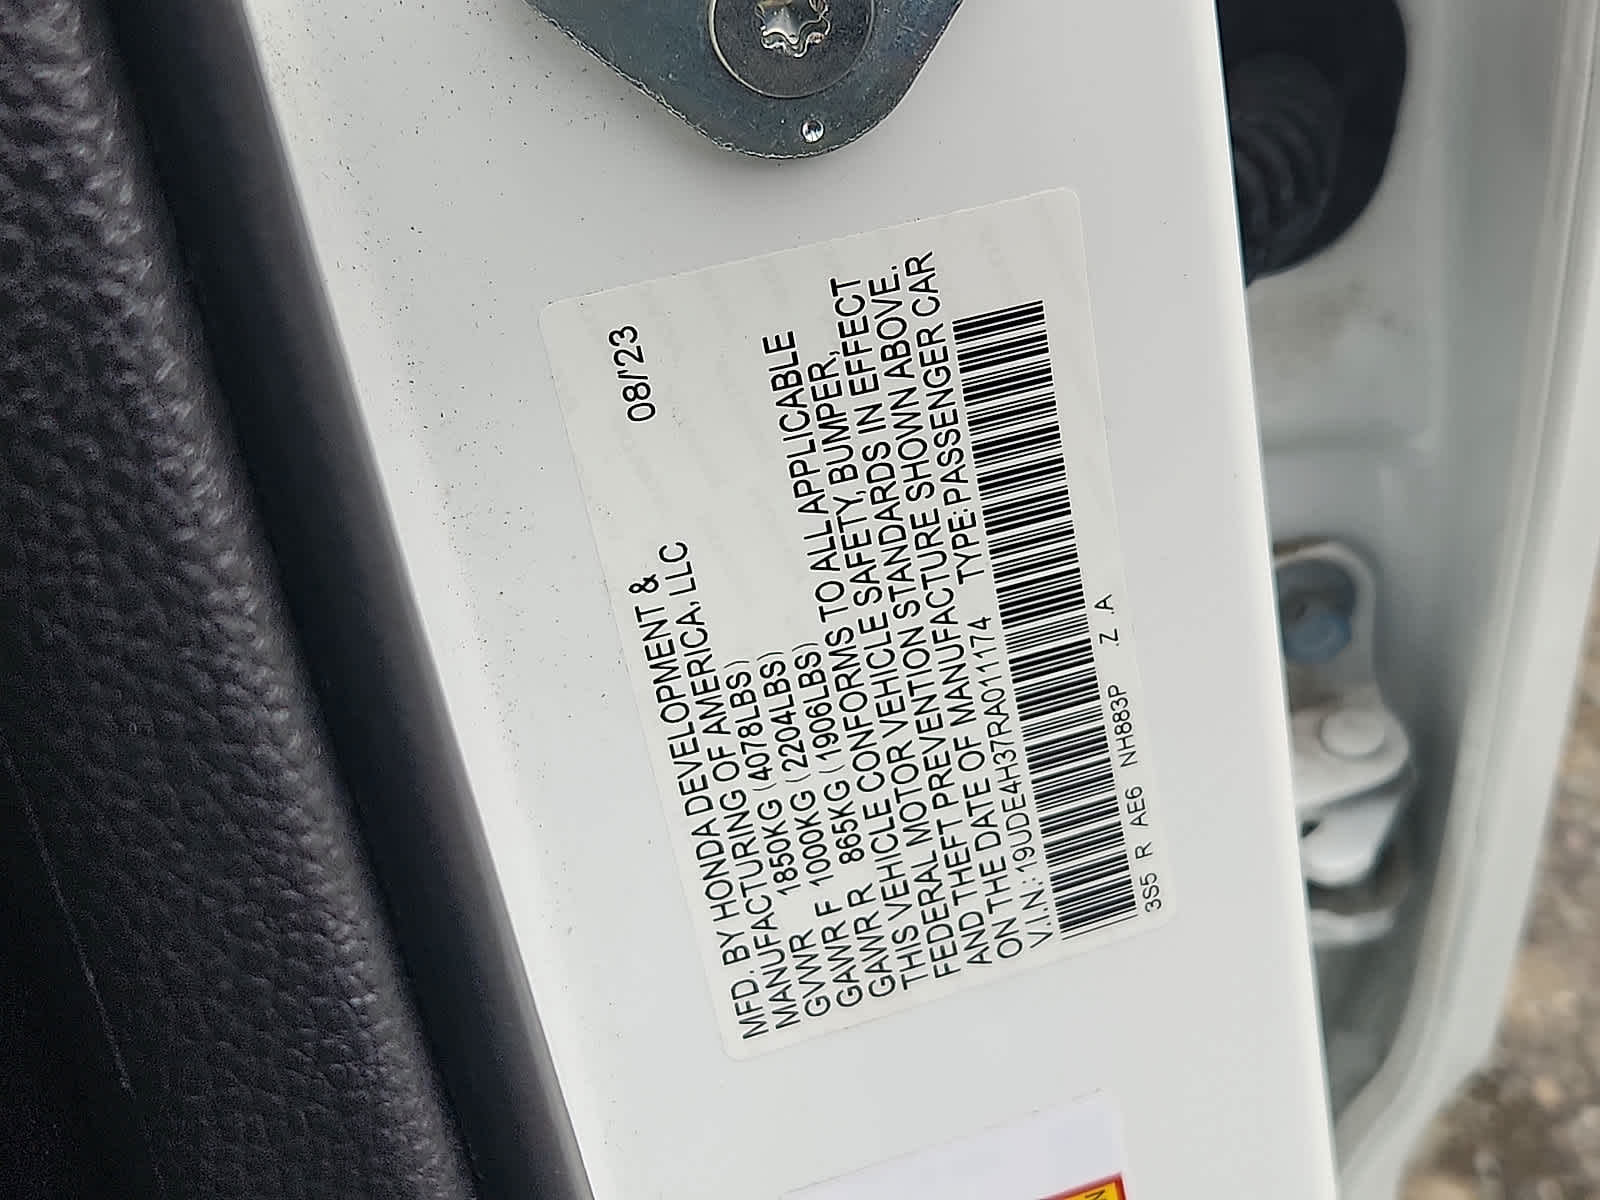 MFD. BY HONDA DEVELOPMENT & 08/'23
MANUFACTURING OF AMERICA, LLC
GVWR 1850KG (4078LBS)
GAWR F 1000KG (2204LBS)
GAWR R 865KG (1906LBS)
THIS VEHICLE CONFORMS TO ALL APPLICABLE
FEDERAL MOTOR VEHICLE SAFETY, BUMPER,
AND THEFT PREVENTION STANDARDS IN EFFECT
ON THE DATE OF MANUFACTURE SHOWN ABOVE.
V.I.N.: 19UDE4H37RA011174 TYPE: PASSENGER CAR
3S5 R AE6 NH883P .Z .A